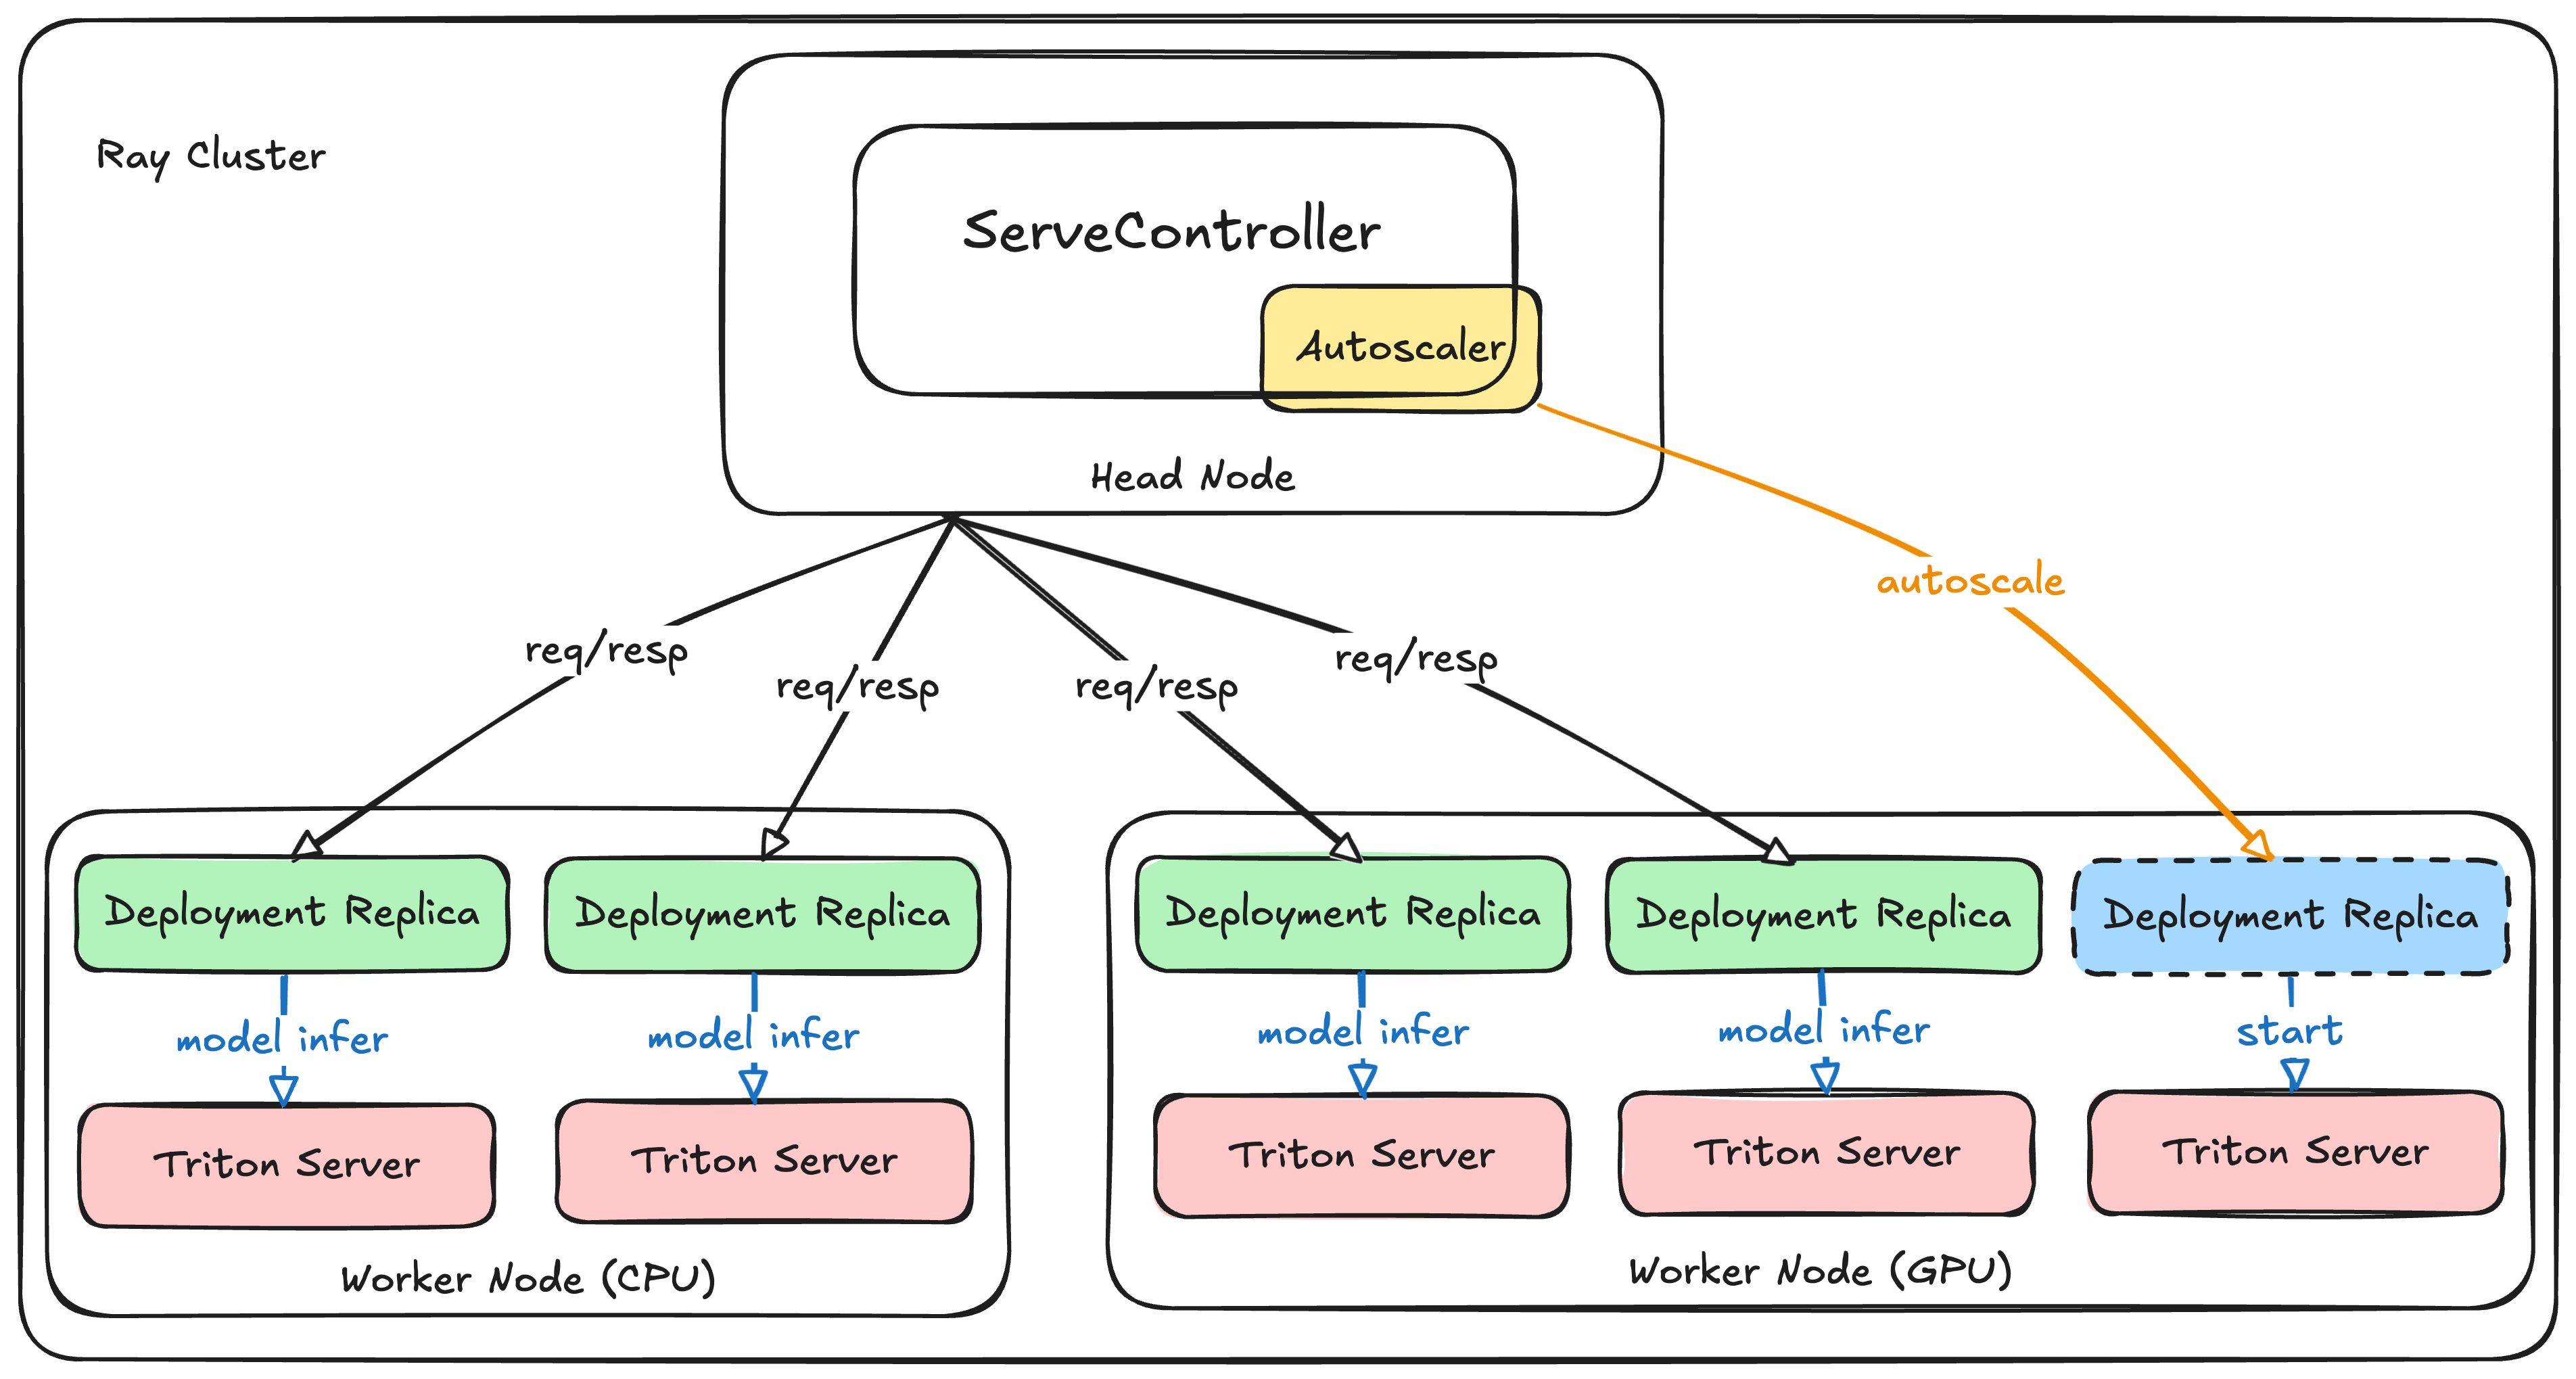 Ray Cluster
ServeController
Autoscaler
Head Node
autoscale
req/resp
req/resp
req/resp
req/resp
Deployment Replica
Deployment Replica
Deployment Replica
Deployment Replica
Deployment Replica
model infer
model infer
model infer
model infer
start
Triton Server
Triton Server
Triton Server
Triton Server
Triton Server
Worker Node (CPU)
Worker Node (GPU)